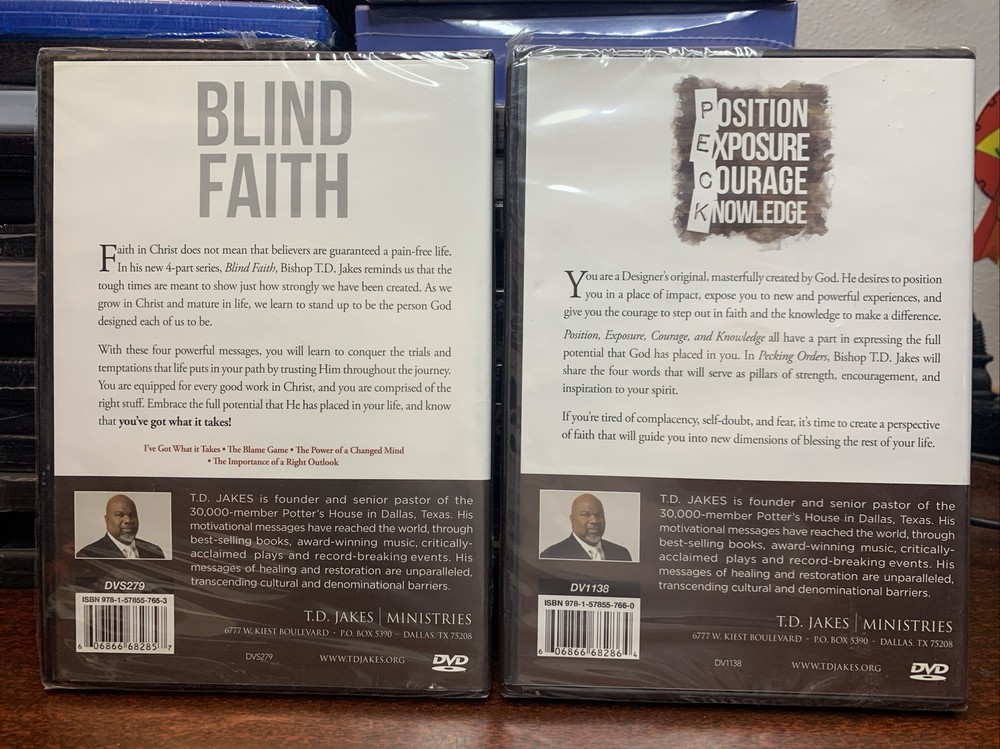 BLIND
FAITH
Faith in Christ does not mean that believers are guaranteed a pain-free life.
In his new 4-part series, Blind Faith, Bishop T.D. Jakes reminds us that the
tough times are meant to show just how strongly we have been created. As we
grow in Christ and mature in life, we learn to stand up to be the person God
designed each of us to be.
With these four powerful messages, you will learn to conquer the trials and
temptations that life puts in your path by trusting Him throughout the journey.
You are equipped for every good work in Christ, and you are comprised of the
right stuff. Embrace the full potential that He has placed in your life, and know
that you've got what it takes!
I've Got What it Takes • The Blame Game • The Power of a Changed Mind
• The Importance of a Right Outlook
T.D. JAKES is founder and senior pastor of the
30,000-member Potter's House in Dallas, Texas. His
motivational messages have reached the world, through
best-selling books, award-winning music, critically-
acclaimed plays and record-breaking events. His
messages of healing and restoration are unparalleled,
transcending cultural and denominational barriers.
DVS279
ISBN 978-1-57855-765-3
6 06866 68285 7
T.D. JAKES | MINISTRIES
6777 W. KIEST BOULEVARD - P.O. BOX 5390 - DALLAS, TX 75208
DVS279
WWW.TDJAKES.ORG
DVD
POSITION
EXPOSURE
COURAGE
KNOWLEDGE
You are a Designer's original, masterfully created by God. He desires to position
you in a place of impact, expose you to new and powerful experiences, and
give you the courage to step out in faith and the knowledge to make a difference.
Position, Exposure, Courage, and Knowledge all have a part in expressing the full
potential that God has placed in you. In Pecking Orders, Bishop T.D. Jakes will
share the four words that will serve as pillars of strength, encouragement, and
inspiration to your spirit.
If you're tired of complacency, self-doubt, and fear, it's time to create a perspective
of faith that will guide you into new dimensions of blessing the rest of your life.
T.D. JAKES is founder and senior pastor of the
30,000-member Potter's House in Dallas, Texas. His
motivational messages have reached the world, through
best-selling books, award-winning music, critically-
acclaimed plays and record-breaking events. His
messages of healing and restoration are unparalleled,
transcending cultural and denominational barriers.
DV1138
ISBN 978-1-57855-766-0
6 06866 68286 4
T.D. JAKES | MINISTRIES
6777 W. KIEST BOULEVARD - P.O. BOX 5390 - DALLAS, TX 75208
DV1138
WWW.TDJAKES.ORG
DVD